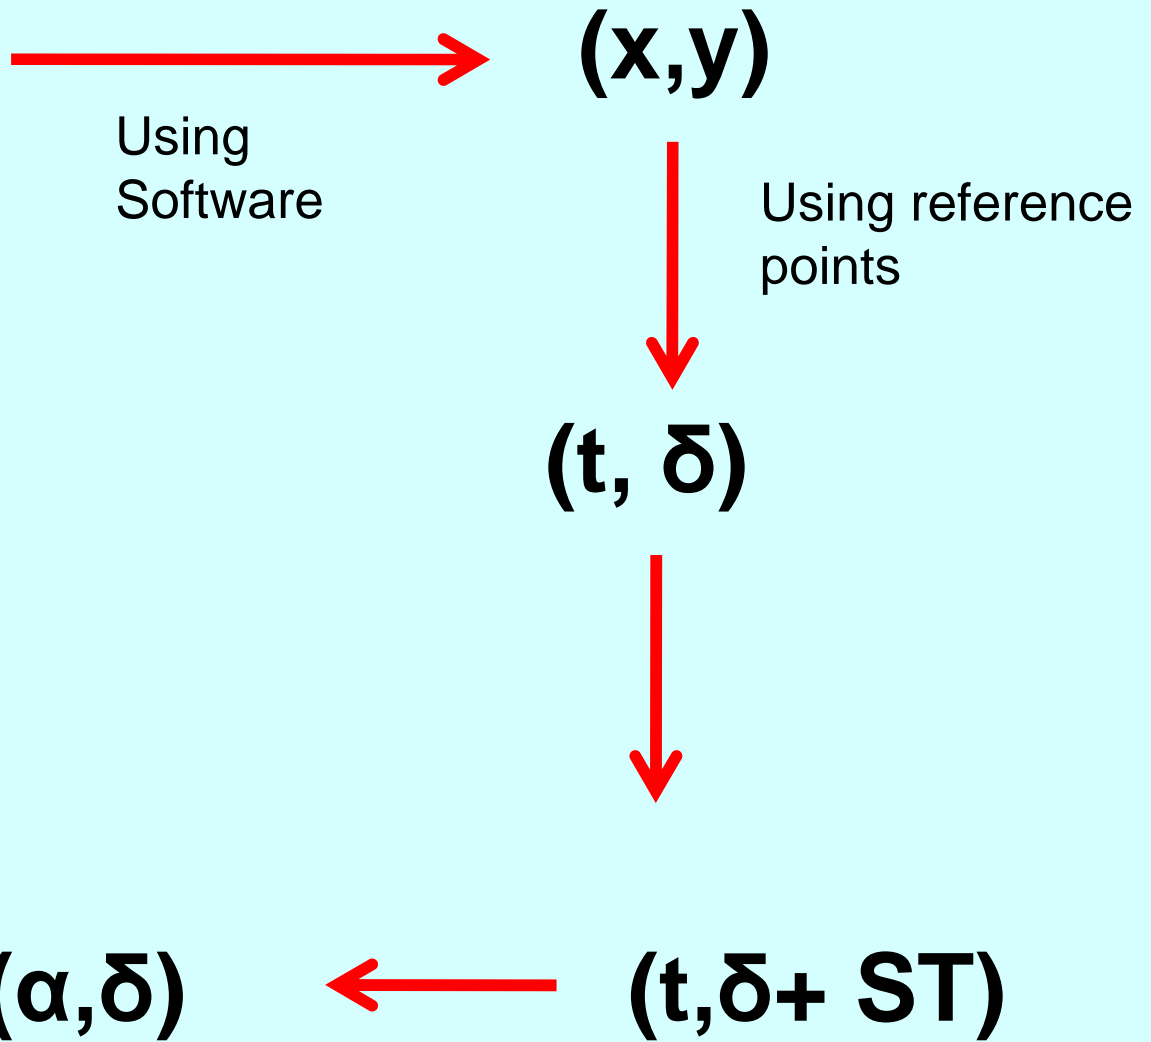 (x,y)
Using
Software
Using reference
points
(t, δ)
(α,δ)
(t,δ+ ST)